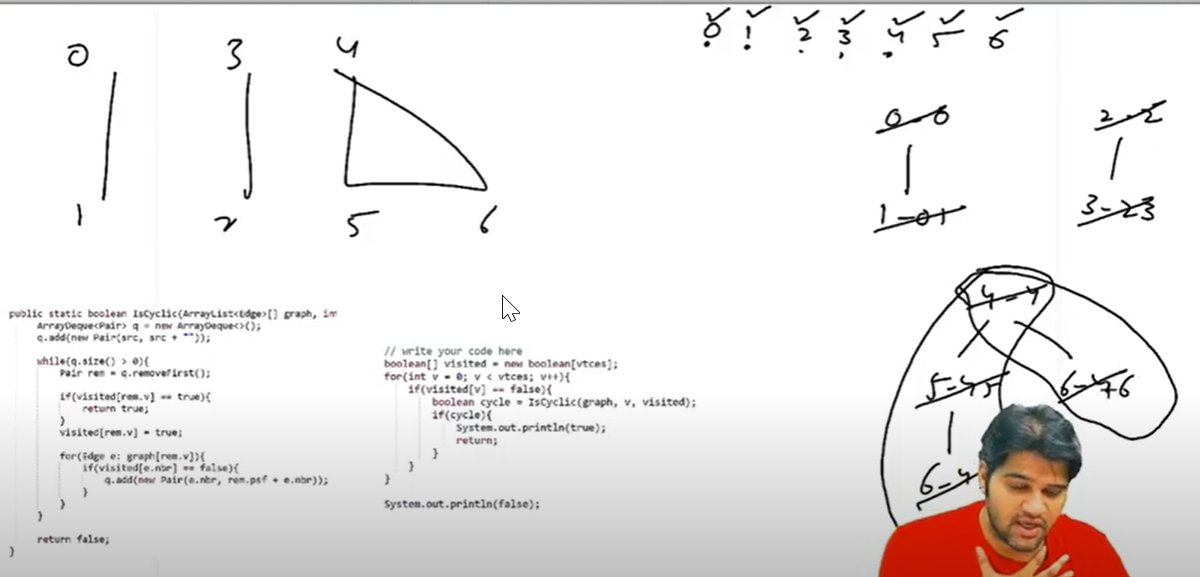 0 1 2 3 4 5 6
0 3 4
1 2 5 6
0-0
1-01
2-2
3-23
4-4
5-45
6-46
6-4
public static boolean IsCyclic(ArrayList<Edge>[] graph, in
ArrayDeque<Pair> q = new ArrayDeque<>();
q.add(new Pair(src, src + ""));
while(q.size() > 0){
Pair rem = q.removeFirst();
if(visited[rem.v] == true){
return true;
}
visited[rem.v] = true;
for(Edge e: graph[rem.v]){
if(visited[e.nbr] == false){
q.add(new Pair(e.nbr, rem.psf + e.nbr));
}
}
}
return false;
}
// write your code here
boolean[] visited = new boolean[vtces];
for(int v = 0; v < vtces; v++){
if(visited[v] == false){
boolean cycle = IsCyclic(graph, v, visited);
if(cycle){
System.out.println(true);
return;
}
}
}
System.out.println(false);